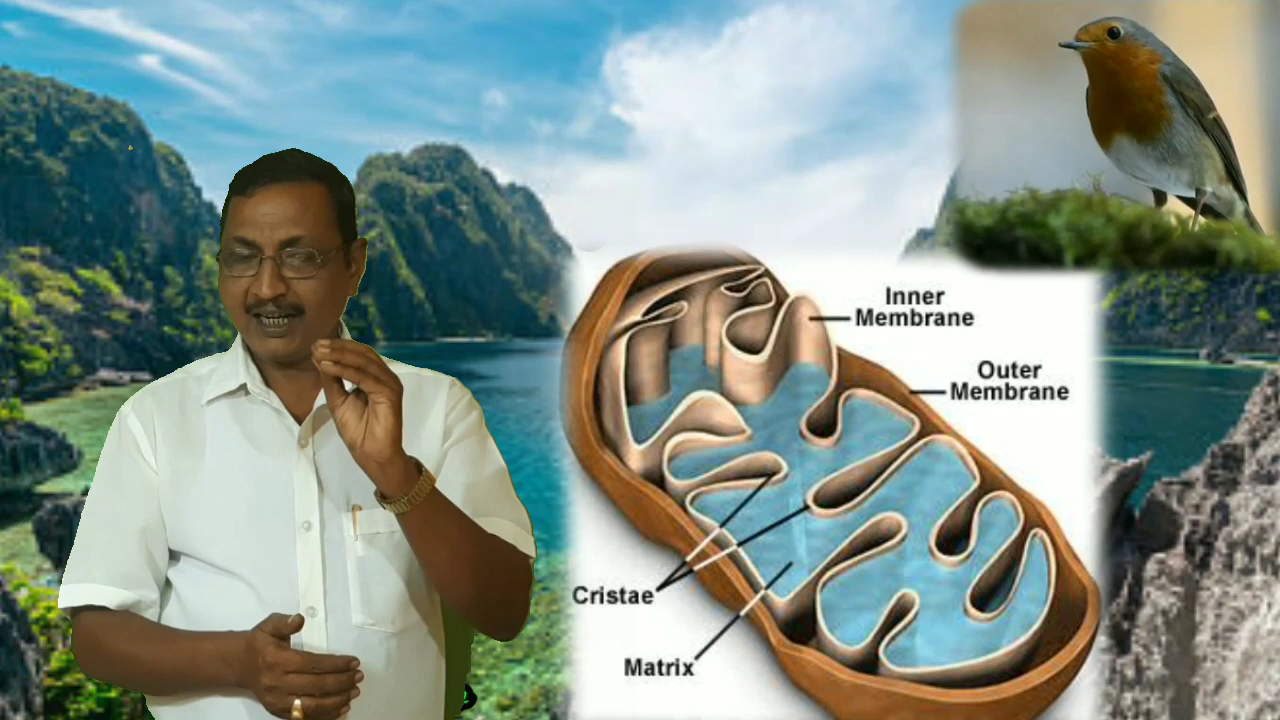 Inner
Membrane
Outer
Membrane
Cristae
Matrix